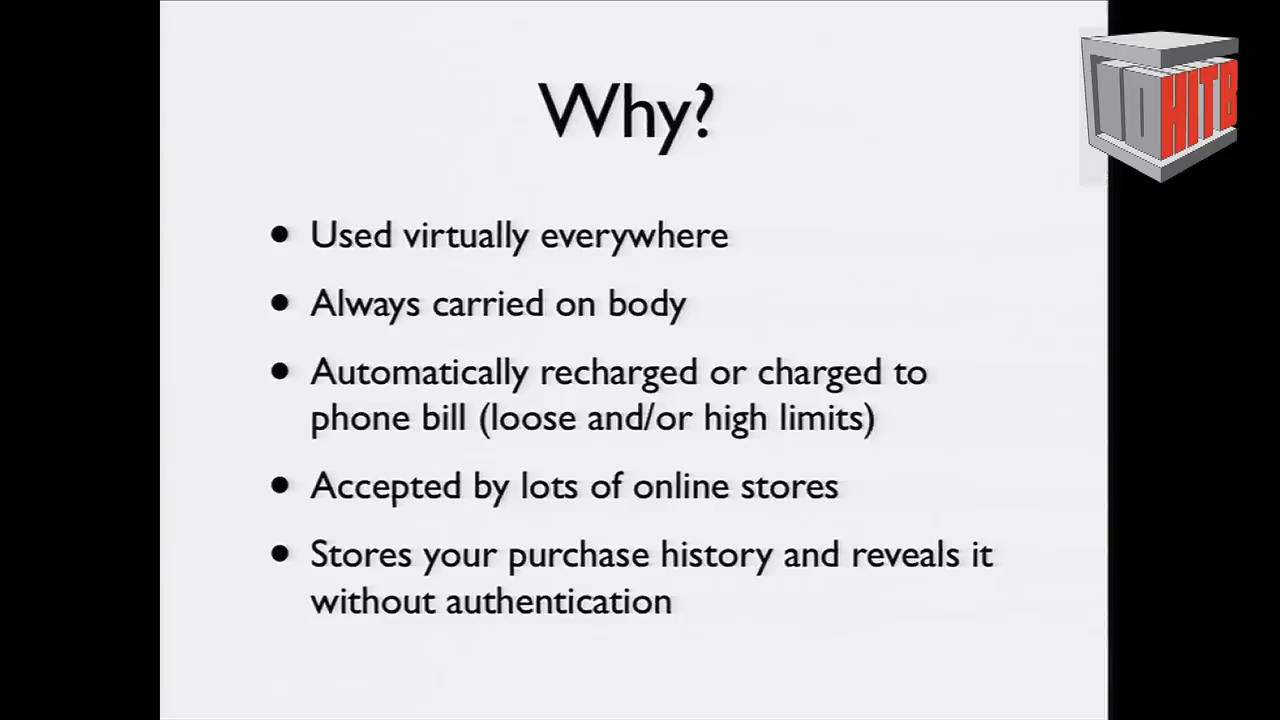 Why?
HITB
• Used virtually everywhere
• Always carried on body
• Automatically recharged or charged to
phone bill (loose and/or high limits)
• Accepted by lots of online stores
• Stores your purchase history and reveals it
without authentication